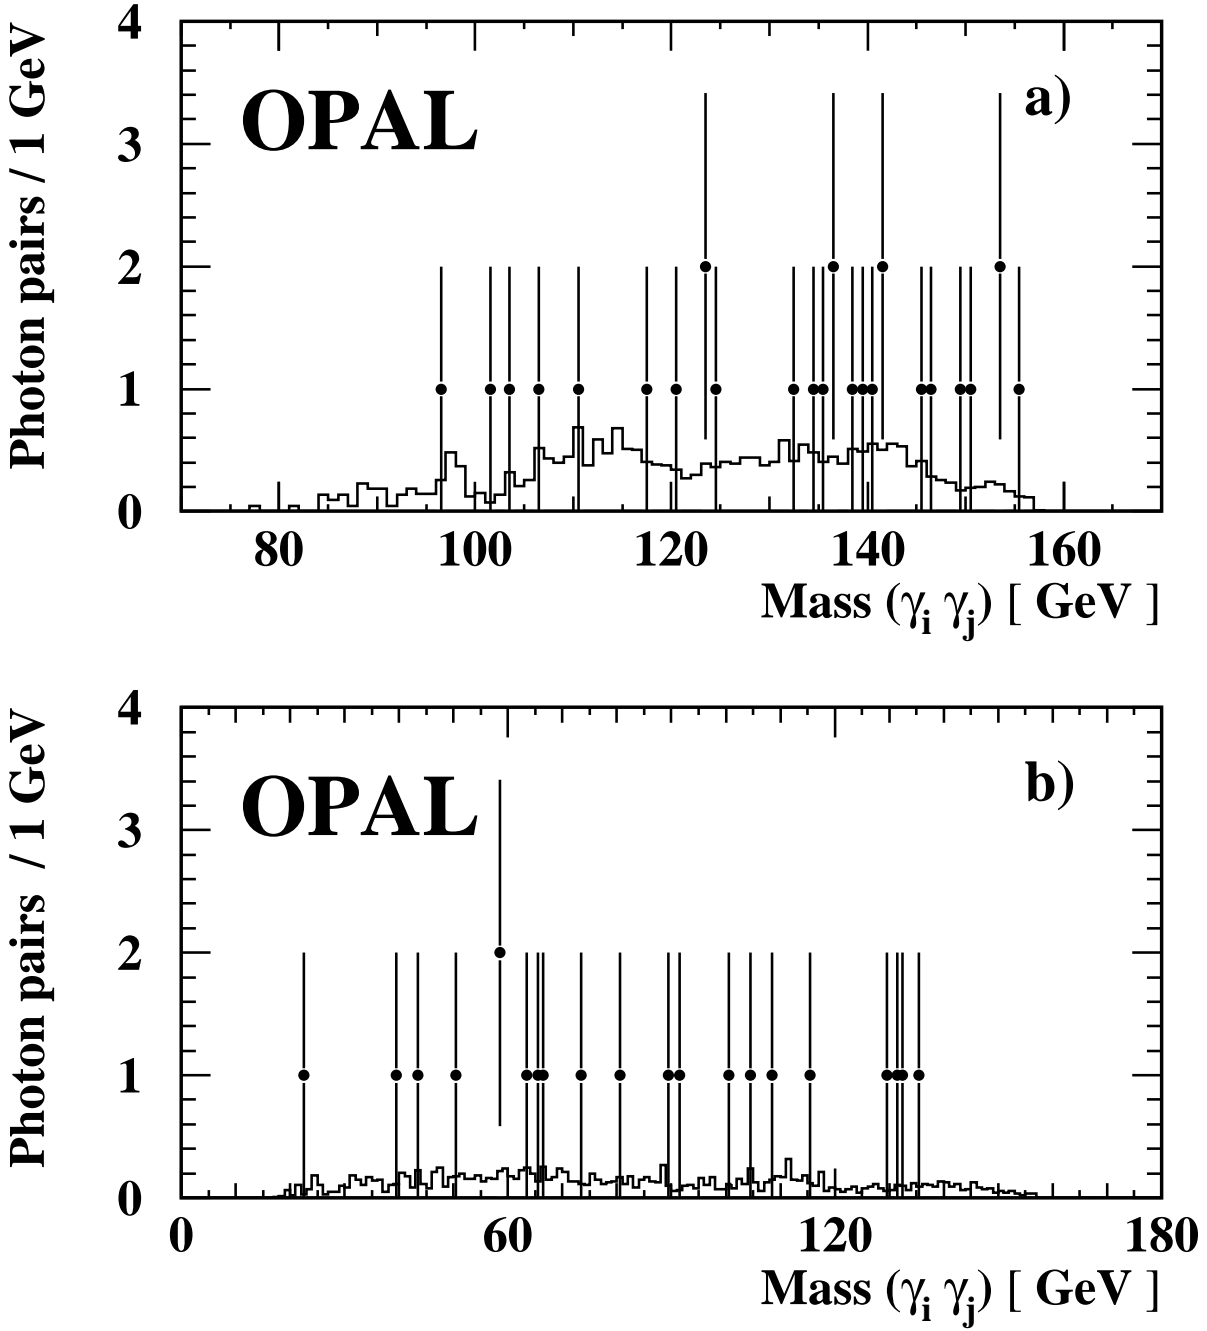 Photon pairs / 1 GeV
4
3
2
1
0
OPAL
a)
80 100 120 140 160
Mass (γi γj) [ GeV ]
Photon pairs / 1 GeV
4
3
2
1
0
OPAL
b)
0 60 120 180
Mass (γi γj) [ GeV ]